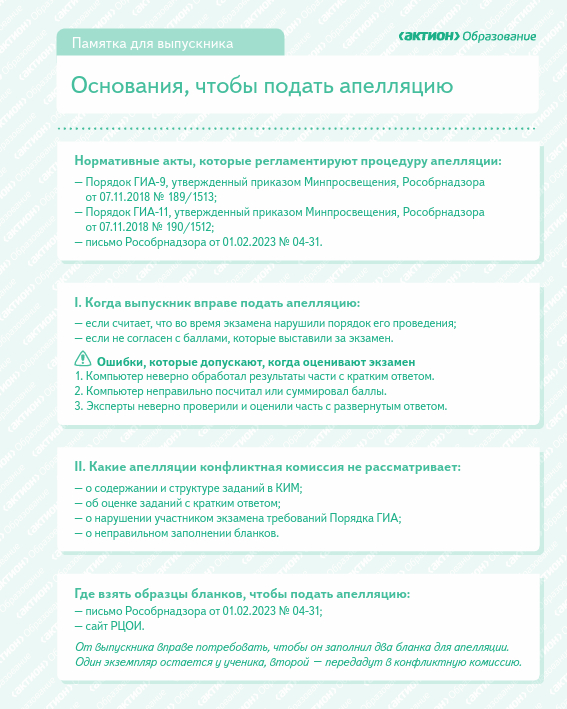 Памятка для выпускника
актион Образование
Основания, чтобы подать апелляцию
Нормативные акты, которые регламентируют процедуру апелляции:
— Порядок ГИА-9, утвержденный приказом Минпросвещения, Рособрнадзора
от 07.11.2018 № 189/1513;
— Порядок ГИА-11, утвержденный приказом Минпросвещения, Рособрнадзора
от 07.11.2018 № 190/1512;
— письмо Рособрнадзора от 01.02.2023 № 04-31.
I. Когда выпускник вправе подать апелляцию:
— если считает, что во время экзамена нарушили порядок его проведения;
— если не согласен с баллами, которые выставили за экзамен.
Ошибки, которые допускают, когда оценивают экзамен
1. Компьютер неверно обработал результаты части с кратким ответом.
2. Компьютер неправильно посчитал или суммировал баллы.
3. Эксперты неверно проверили и оценили часть с развернутым ответом.
II. Какие апелляции конфликтная комиссия не рассматривает:
— о содержании и структуре заданий в КИМ;
— об оценке заданий с кратким ответом;
— о нарушении участником экзамена требований Порядка ГИА;
— о неправильном заполнении бланков.
Где взять образцы бланков, чтобы подать апелляцию:
— письмо Рособрнадзора от 01.02.2023 № 04-31;
— сайт РЦОИ.
От выпускника вправе потребовать, чтобы он заполнил два бланка для апелляции.
Один экземпляр остается у ученика, второй — передадут в конфликтную комиссию.